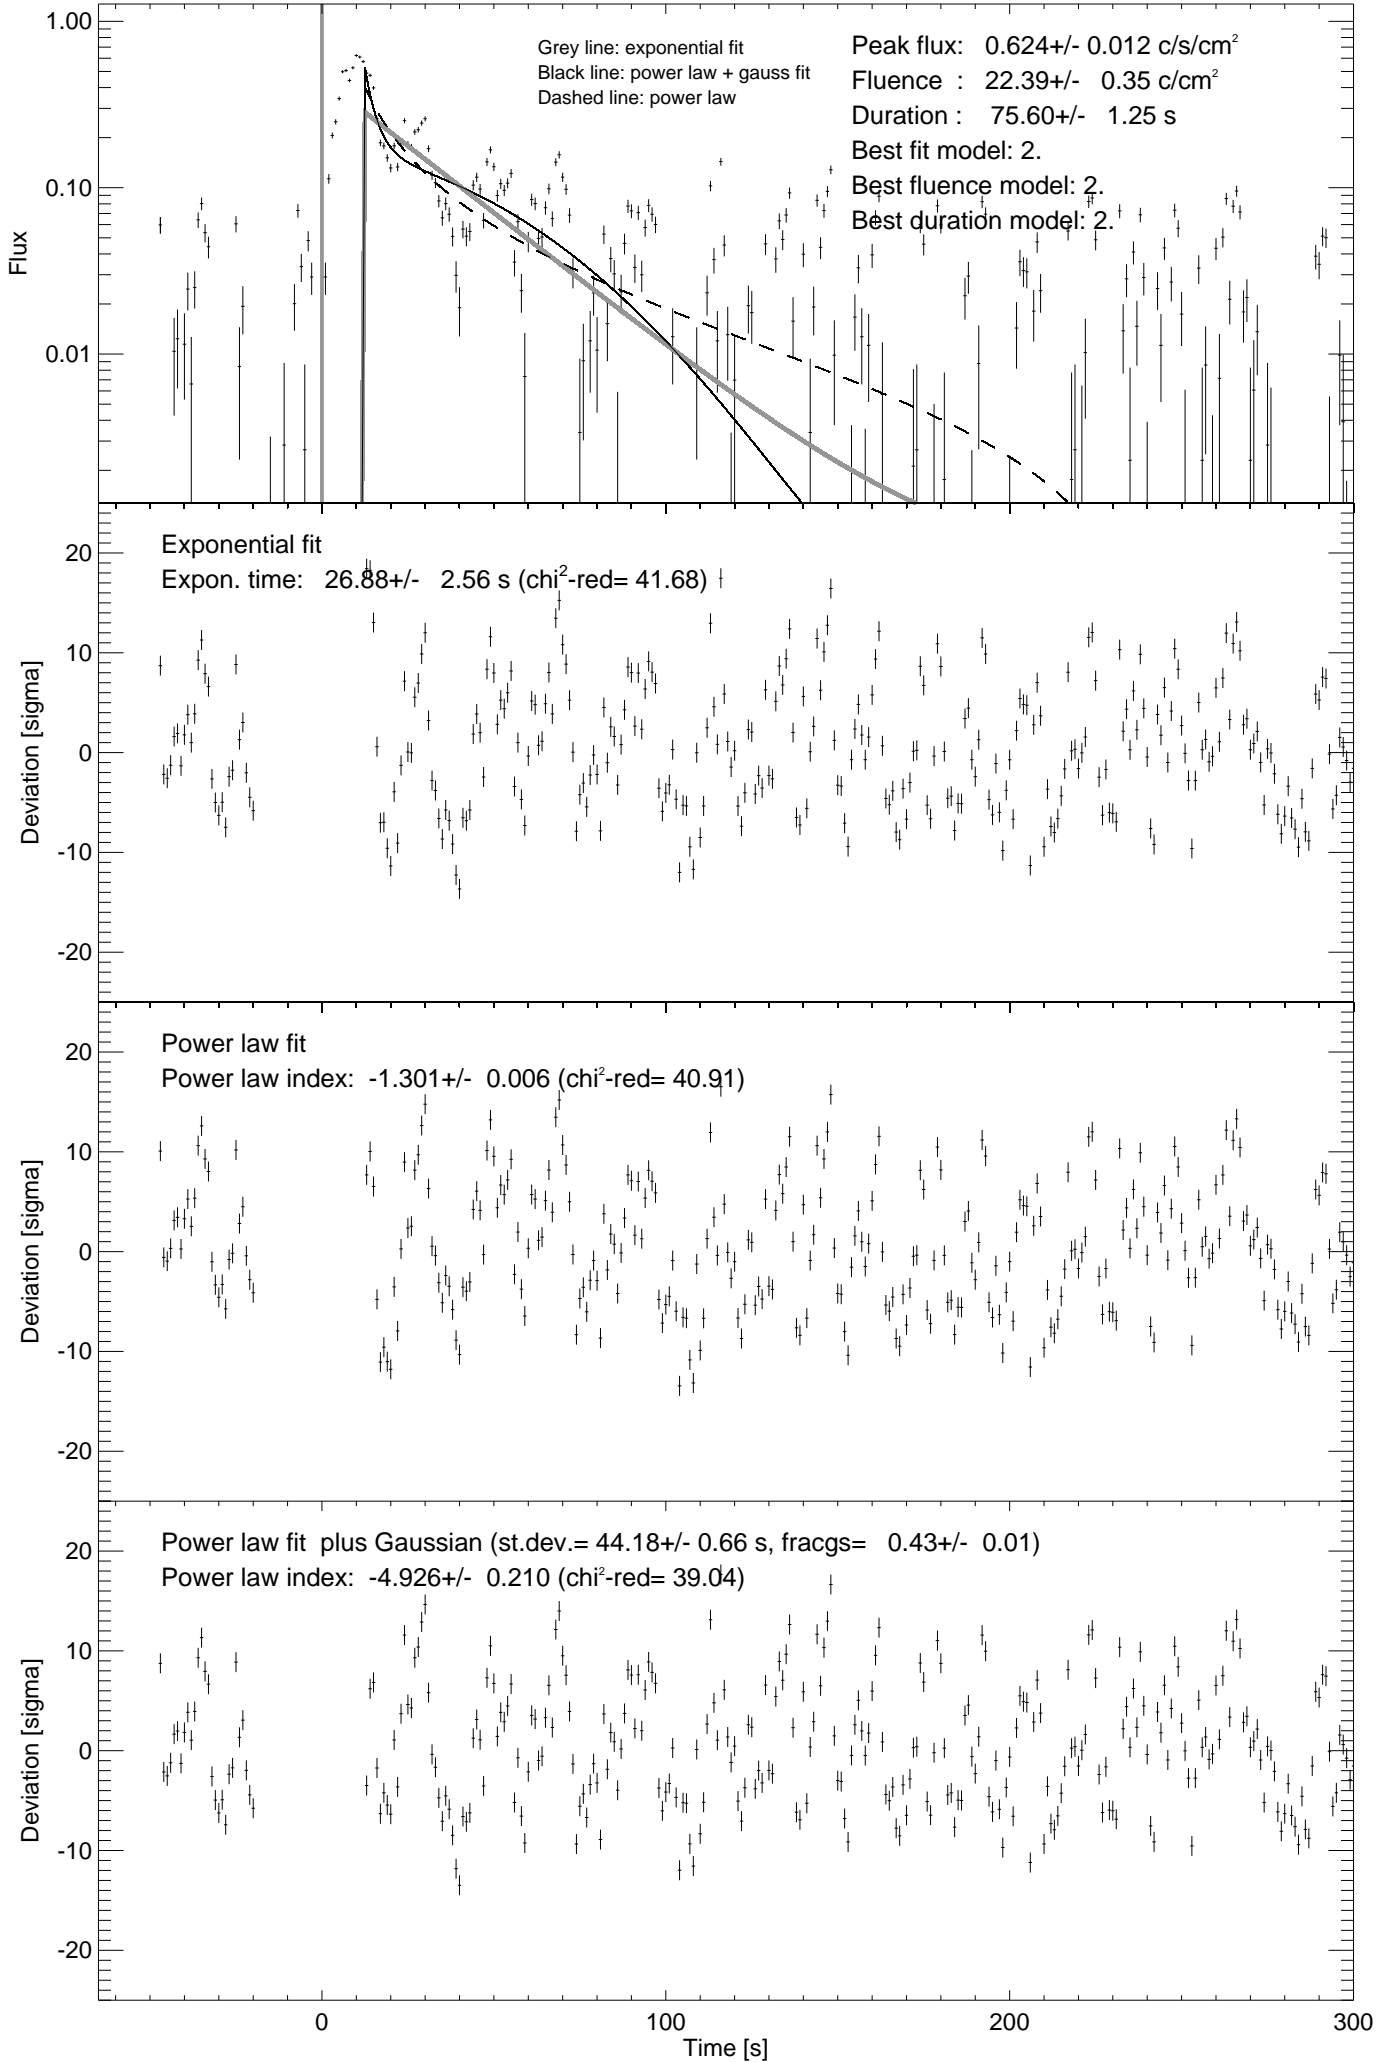 1.00
0.10
0.01
Flux
Grey line: exponential fit
Black line: power law + gauss fit
Dashed line: power law
Peak flux: 0.624+/- 0.012 c/s/cm²
Fluence : 22.39+/- 0.35 c/cm²
Duration : 75.60+/- 1.25 s
Best fit model: 2.
Best fluence model: 2.
Best duration model: 2.
20
10
0
-10
-20
Deviation [sigma]
Exponential fit
Expon. time: 26.88+/- 2.56 s (chi²-red= 41.68)
20
10
0
-10
-20
Deviation [sigma]
Power law fit
Power law index: -1.301+/- 0.006 (chi²-red= 40.91)
20
10
0
-10
-20
Deviation [sigma]
Power law fit plus Gaussian (st.dev.= 44.18+/- 0.66 s, fracgs= 0.43+/- 0.01)
Power law index: -4.926+/- 0.210 (chi²-red= 39.04)
0
100
200
300
Time [s]